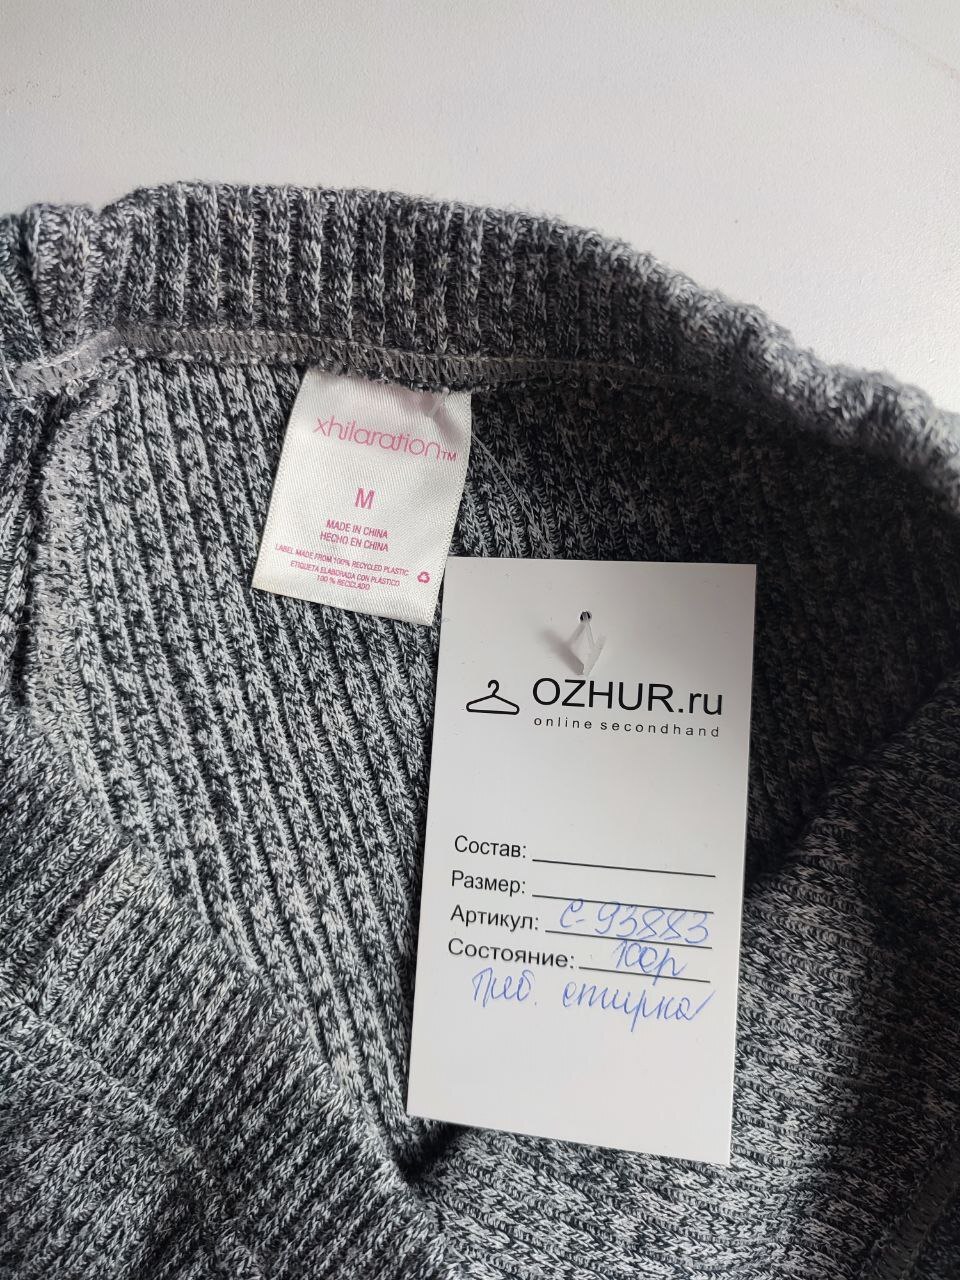 xhilaration™
M
MADE IN CHINA
HECHO EN CHINA
LABEL MADE FROM 100% RECYCLED PLASTIC
ETIQUETA ELABORADA CON PLÁSTICO
100 % RECICLADO
OZHUR.ru
online secondhand
Состав:
Размер:
Артикул: С-93883
Состояние: 100р
треб. стирка